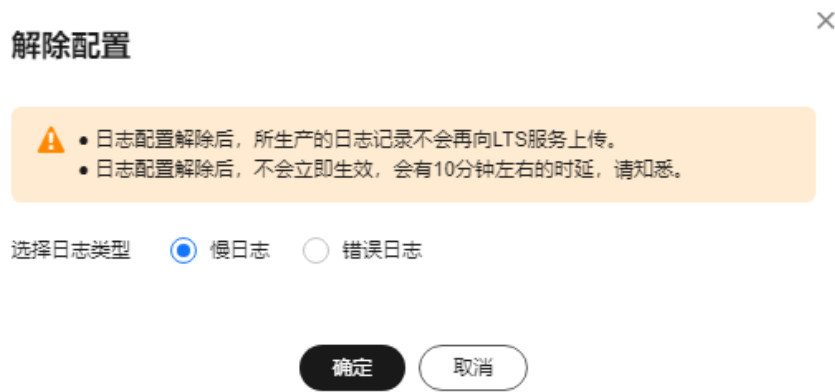 解除配置
● 日志配置解除后，所生产的日志记录不会再向LTS服务上传。
● 日志配置解除后，不会立即生效，会有10分钟左右的时延，请知悉。
选择日志类型 慢日志 错误日志
确定 取消